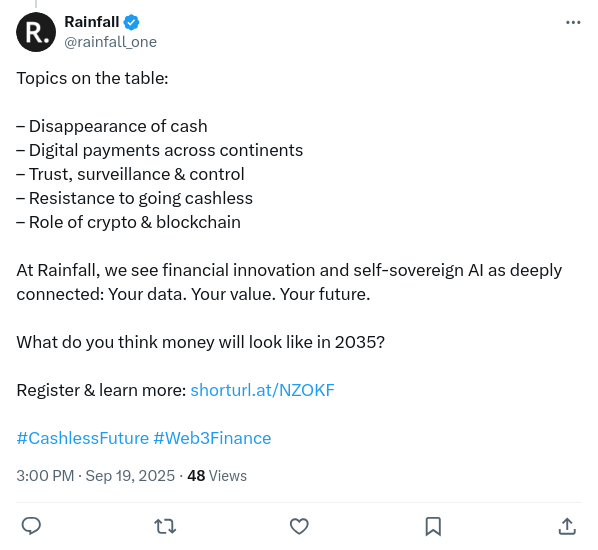 R.
Rainfall
@rainfall_one
Topics on the table:
– Disappearance of cash
– Digital payments across continents
– Trust, surveillance & control
– Resistance to going cashless
– Role of crypto & blockchain
At Rainfall, we see financial innovation and self-sovereign AI as deeply
connected: Your data. Your value. Your future.
What do you think money will look like in 2035?
Register & learn more: shorturl.at/NZOKF
#CashlessFuture #Web3Finance
3:00 PM · Sep 19, 2025 · 48 Views